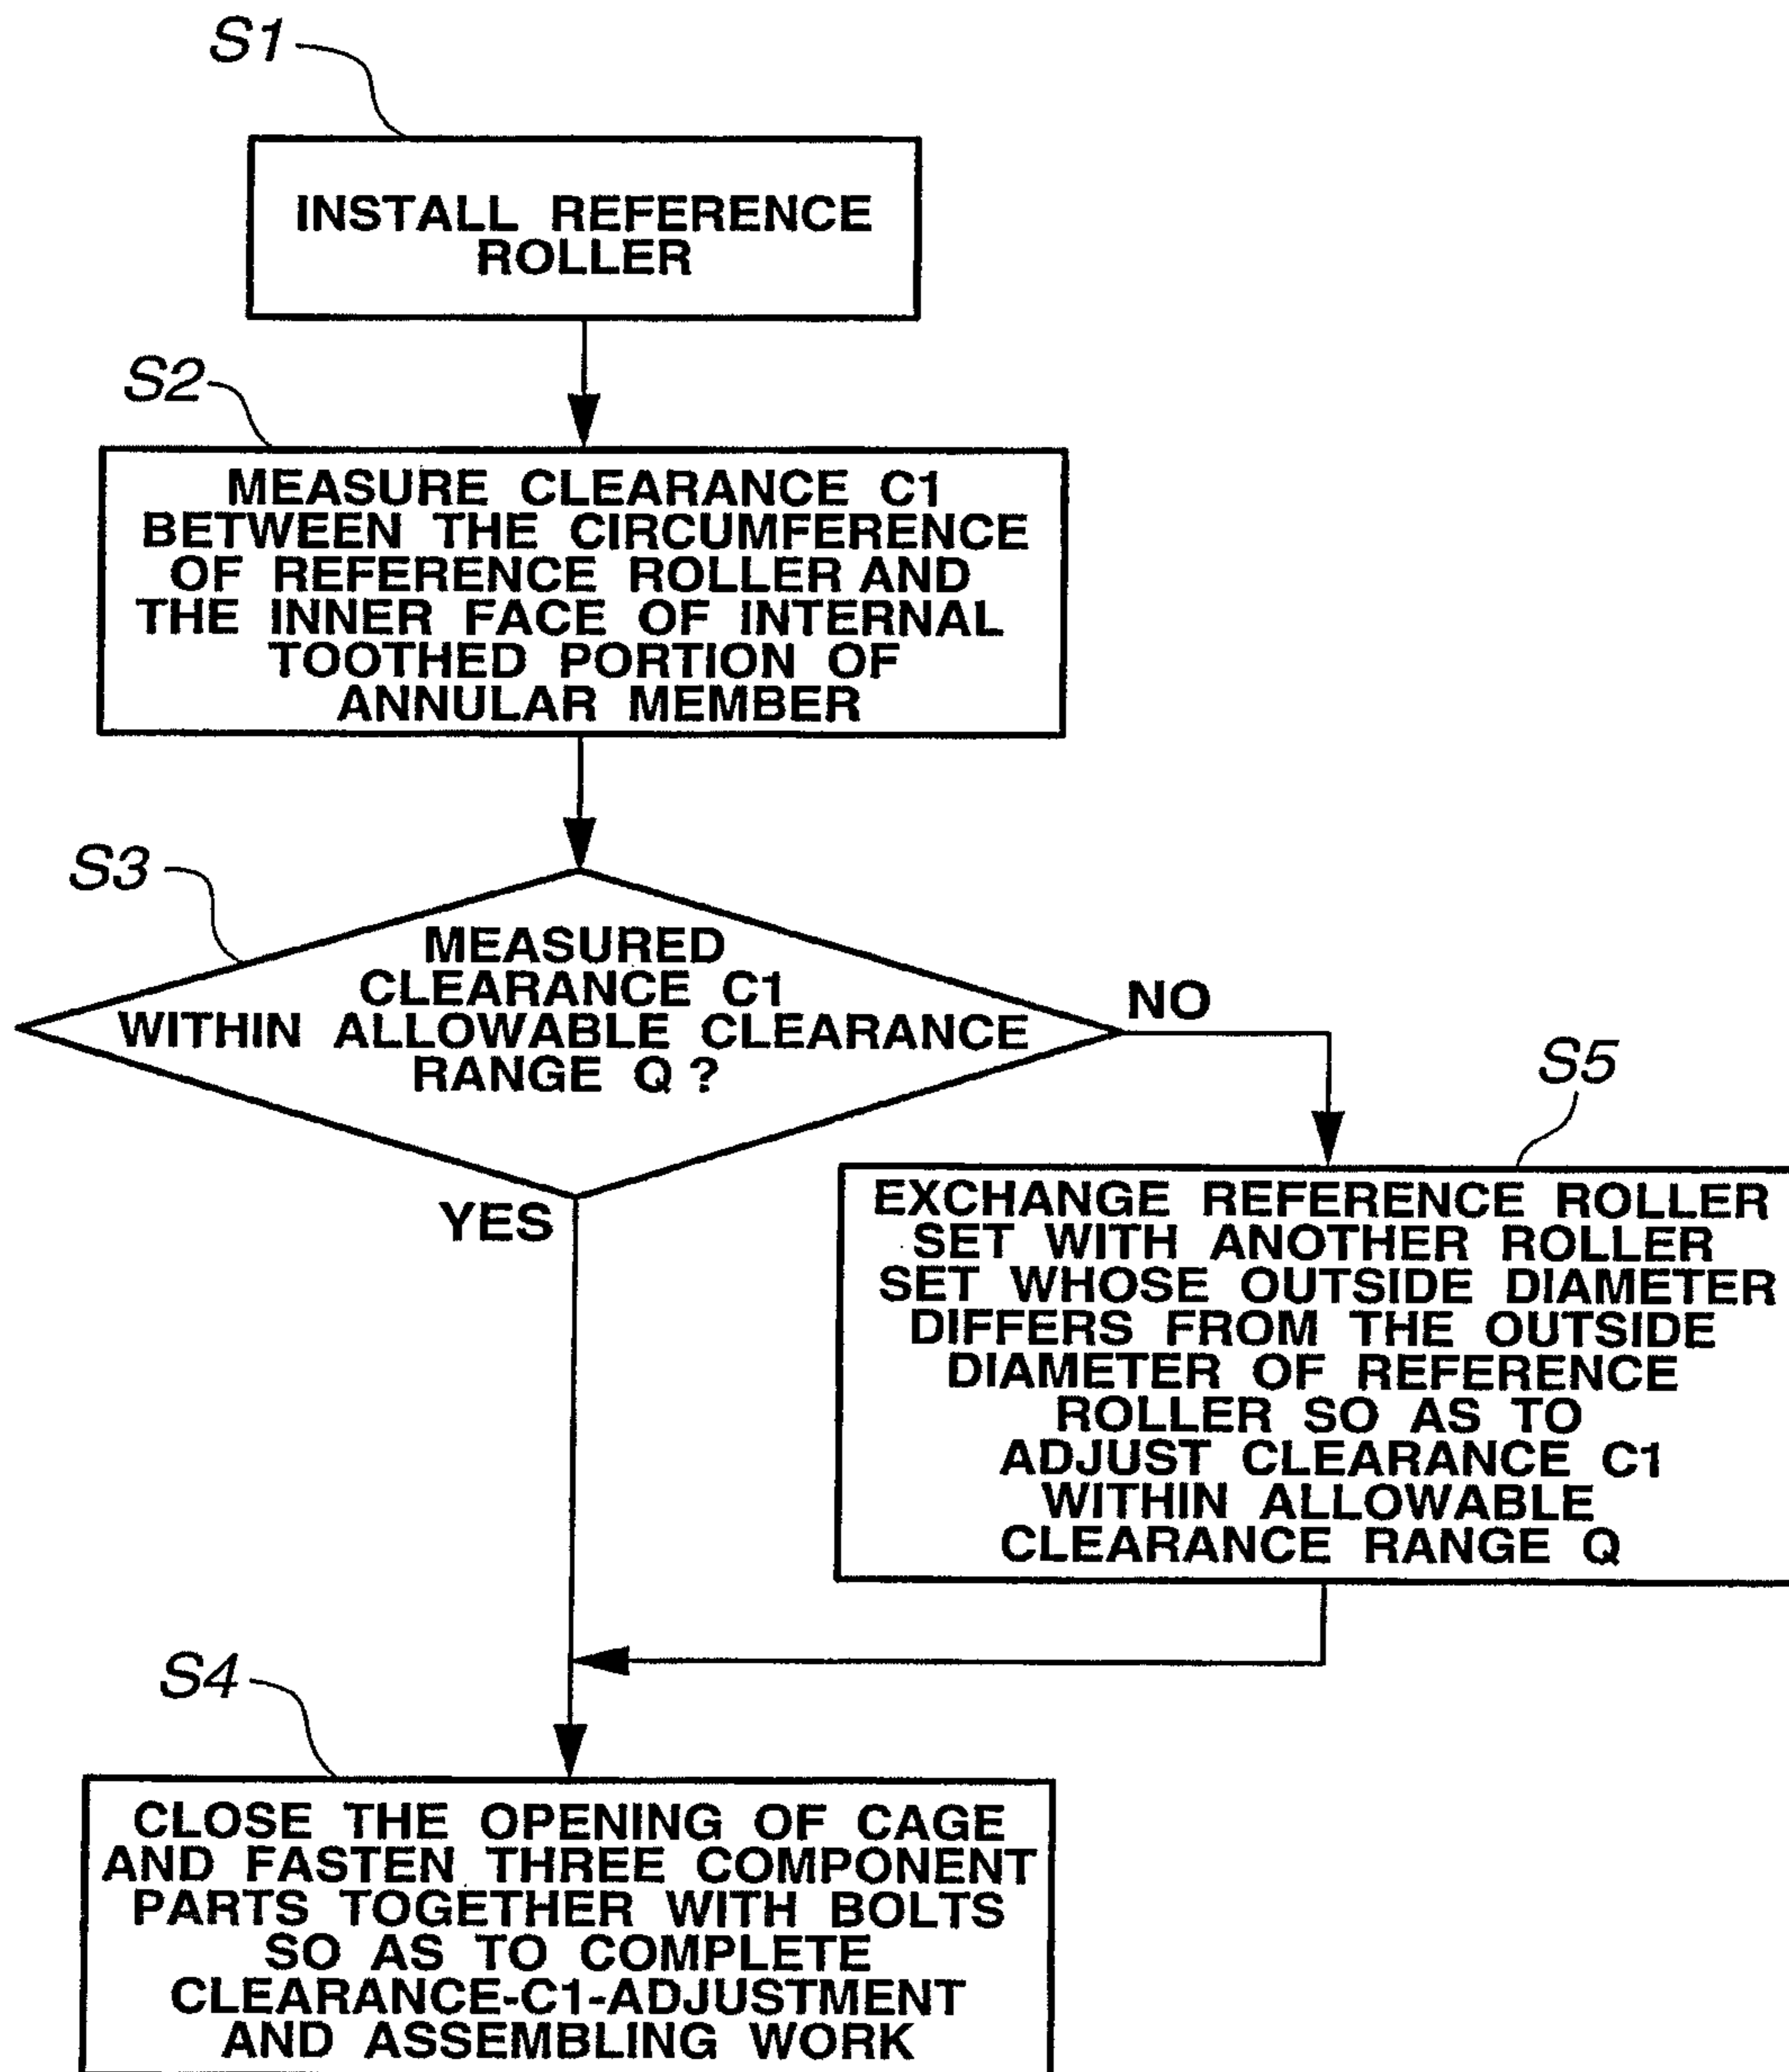 S1
INSTALL REFERENCE
ROLLER
S2
MEASURE CLEARANCE C1
BETWEEN THE CIRCUMFERENCE
OF REFERENCE ROLLER AND
THE INNER FACE OF INTERNAL
TOOTHED PORTION OF
ANNULAR MEMBER
S3
MEASURED
CLEARANCE C1
WITHIN ALLOWABLE CLEARANCE
RANGE Q ?
NO
YES
S5
EXCHANGE REFERENCE ROLLER
SET WITH ANOTHER ROLLER
SET WHOSE OUTSIDE DIAMETER
DIFFERS FROM THE OUTSIDE
DIAMETER OF REFERENCE
ROLLER SO AS TO
ADJUST CLEARANCE C1
WITHIN ALLOWABLE
CLEARANCE RANGE Q
S4
CLOSE THE OPENING OF CAGE
AND FASTEN THREE COMPONENT
PARTS TOGETHER WITH BOLTS
SO AS TO COMPLETE
CLEARANCE-C1-ADJUSTMENT
AND ASSEMBLING WORK